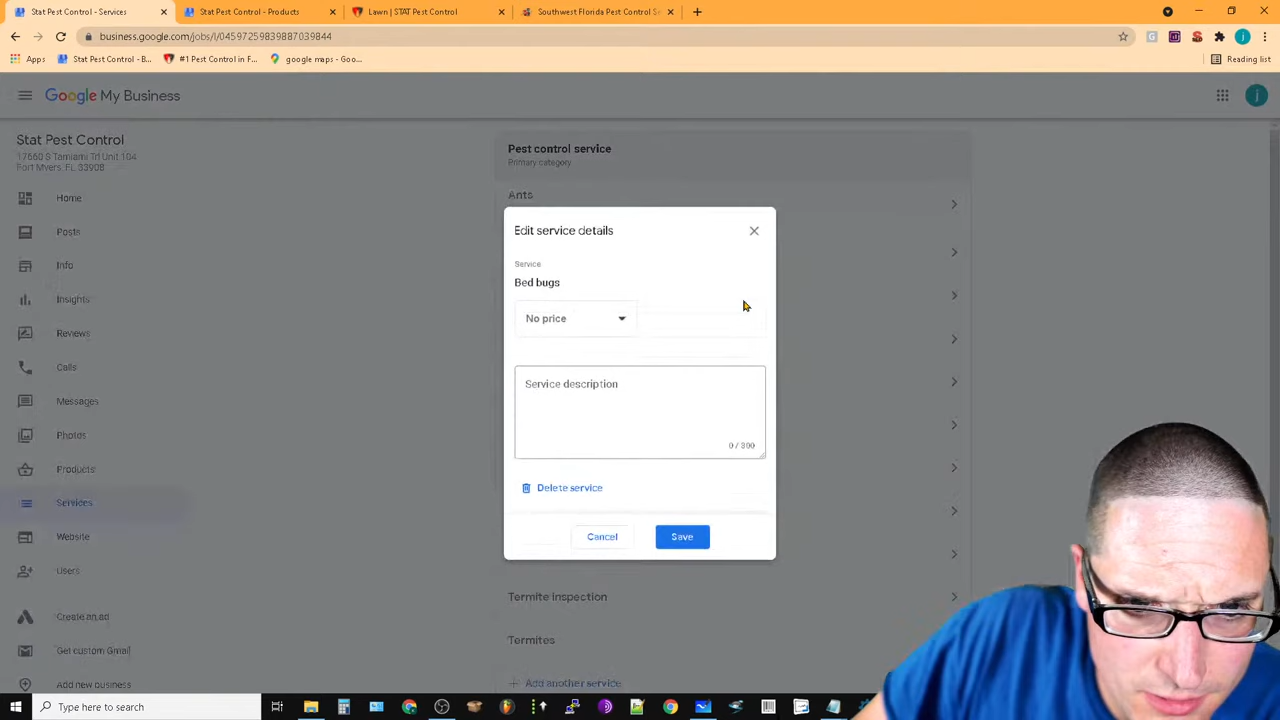 Stat Pest Control - Services
Stat Pest Control - Products
Lawn | STAT Pest Control
Southwest Florida Pest Control Se
business.google.com/jobs/l/04597259839887039844
Apps
Stat Pest Control - B...
#1 Pest Control in F...
google maps - Goo...
Reading list
Google My Business
j
Stat Pest Control
17660 S Tamiami Trl Unit 104
Fort Myers, FL 33908
Home
Posts
Info
Insights
Reviews
Calls
Messages
Photos
Products
Services
Website
Users
Create an ad
Get custom Gmail
Add new business
Pest control service
Primary category
Ants
Edit service details
Service
Bed bugs
No price
Service description
0 / 300
Delete service
Cancel
Save
Termite inspection
Termites
+ Add another service
Type here to search